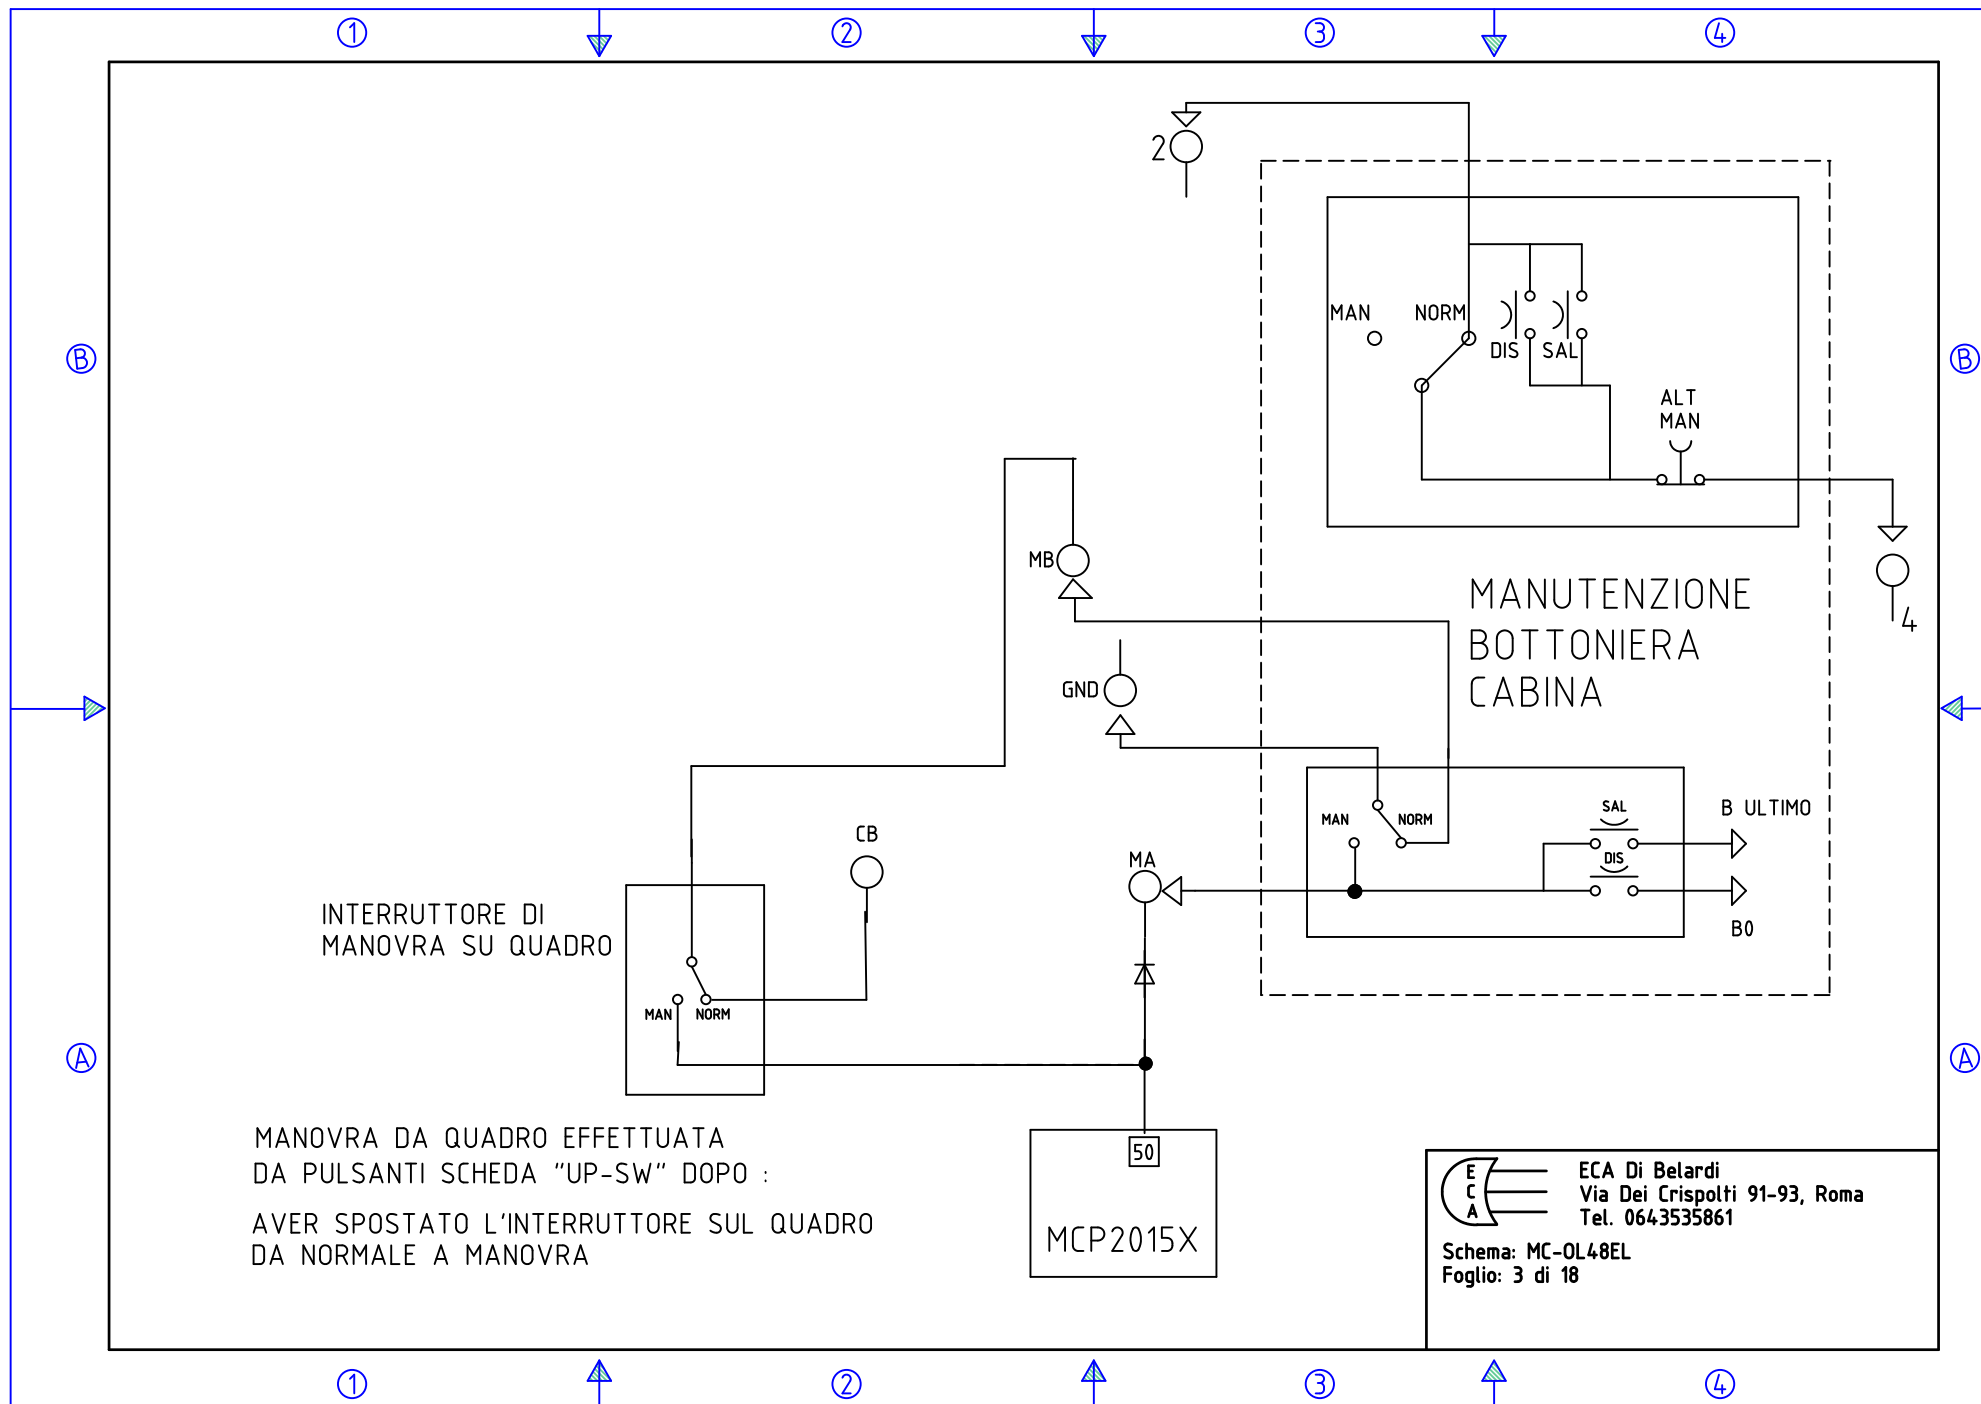 1 2 3 4
2
MAN NORM
DIS SAL
B B
ALT
MAN
MB
4
MANUTENZIONE
BOTTONIERA
CABINA
GND
SAL
B ULTIMO
MAN NORM
CB
DIS
MA
INTERRUTTORE DI
MANOVRA SU QUADRO
B0
MAN NORM
A A
MANOVRA DA QUADRO EFFETTUATA
DA PULSANTI SCHEDA "UP-SW" DOPO :
AVER SPOSTATO L'INTERRUTTORE SUL QUADRO
DA NORMALE A MANOVRA
50
MCP2015X
E
C
A
ECA Di Belardi
Via Dei Crispolti 91-93, Roma
Tel. 0643535861
Schema: MC-OL48EL
Foglio: 3 di 18
1 2 3 4